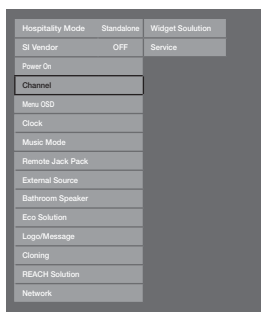 Hospitality Mode Standalone Widget Soulution
SI Vendor OFF Service
Power On
Channel
Menu OSD
Clock
Music Mode
Remote Jack Pack
External Source
Bathroom Speaker
Eco Solution
Logo/Message
Cloning
REACH Solution
Network